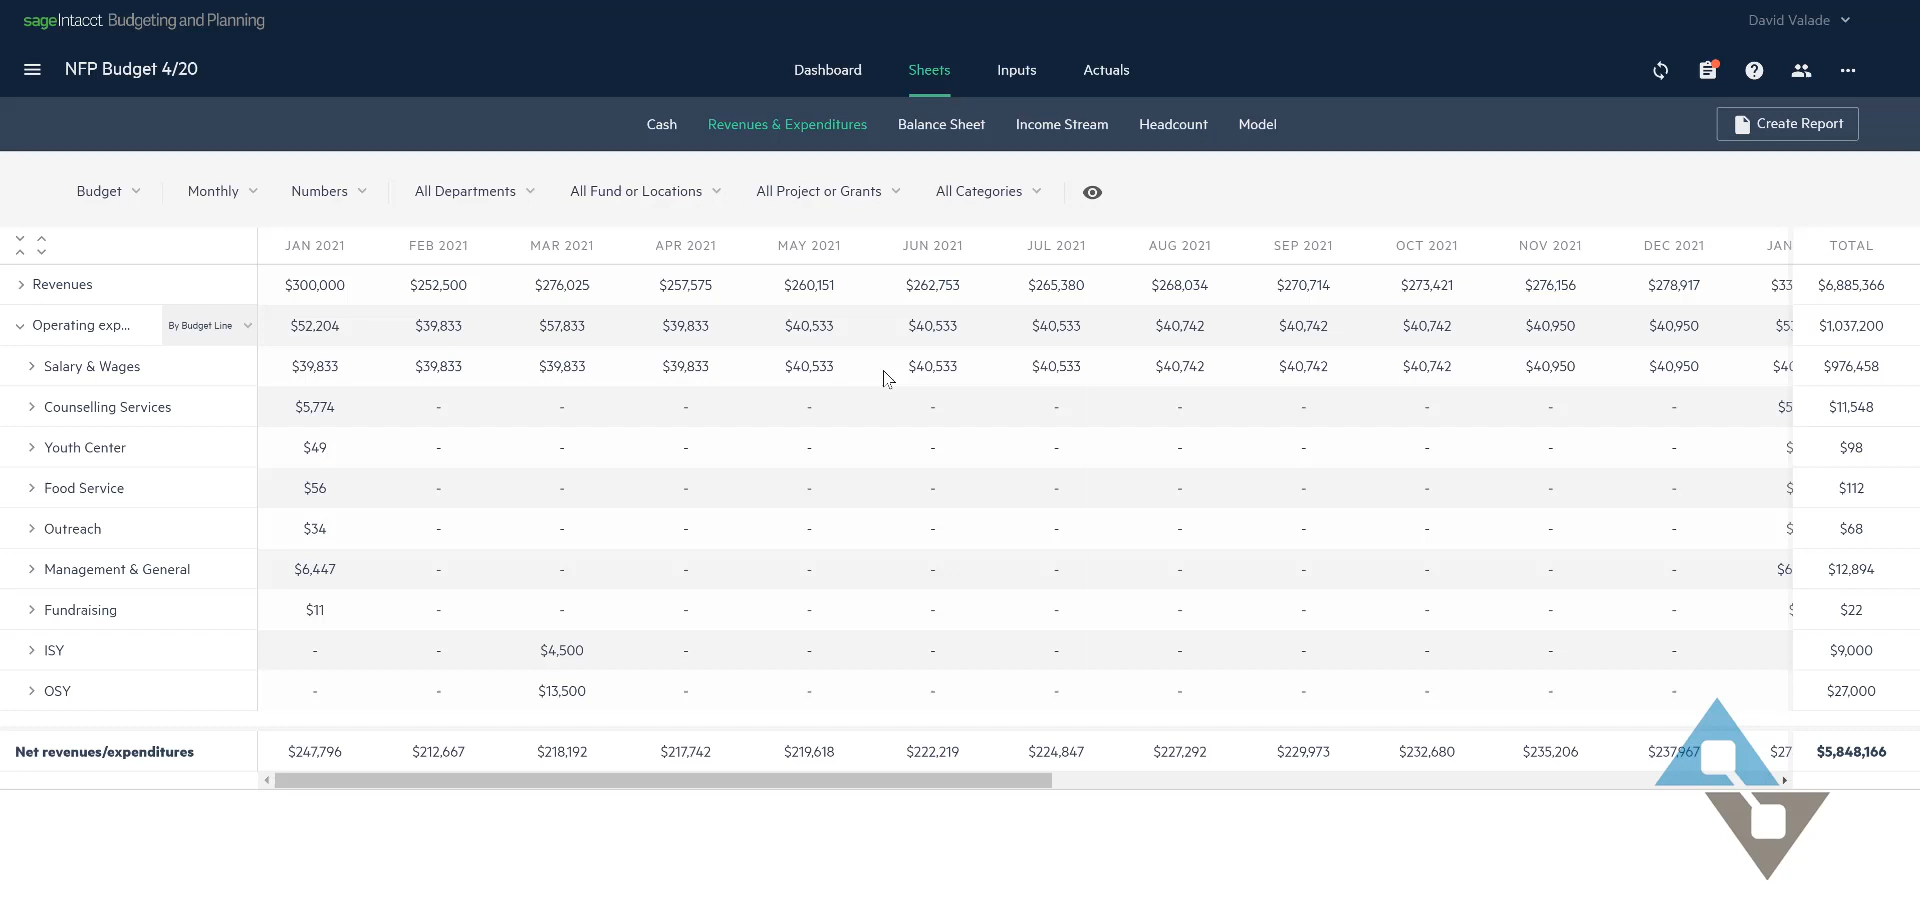 sageIntacct Budgeting and Planning David Valade
NFP Budget 4/20 Dashboard Sheets Inputs Actuals
Cash Revenues & Expenditures Balance Sheet Income Stream Headcount Model Create Report
Budget Monthly Numbers All Departments All Fund or Locations All Project or Grants All Categories
JAN 2021 FEB 2021 MAR 2021 APR 2021 MAY 2021 JUN 2021 JUL 2021 AUG 2021 SEP 2021 OCT 2021 NOV 2021 DEC 2021 JAN TOTAL
Revenues $300,000 $252,500 $276,025 $257,575 $260,151 $262,753 $265,380 $268,034 $270,714 $273,421 $276,156 $278,917 $33 $6,885,366
Operating exp... By Budget Line $52,204 $39,833 $57,833 $39,833 $40,533 $40,533 $40,533 $40,742 $40,742 $40,742 $40,950 $40,950 $5 $1,037,200
Salary & Wages $39,833 $39,833 $39,833 $39,833 $40,533 $40,533 $40,533 $40,742 $40,742 $40,742 $40,950 $40,950 $4 $976,458
Counselling Services $5,774 - - - - - - - - - - - $5 $11,548
Youth Center $49 - - - - - - - - - - - $ $98
Food Service $56 - - - - - - - - - - - $ $112
Outreach $34 - - - - - - - - - - - $ $68
Management & General $6,447 - - - - - - - - - - - $6 $12,894
Fundraising $11 - - - - - - - - - - - $22
ISY - - $4,500 - - - - - - - - - $9,000
OSY - - $13,500 - - - - - - - - - $27,000
Net revenues/expenditures $247,796 $212,667 $218,192 $217,742 $219,618 $222,219 $224,847 $227,292 $229,973 $232,680 $235,206 $237,967 $27 $5,848,166